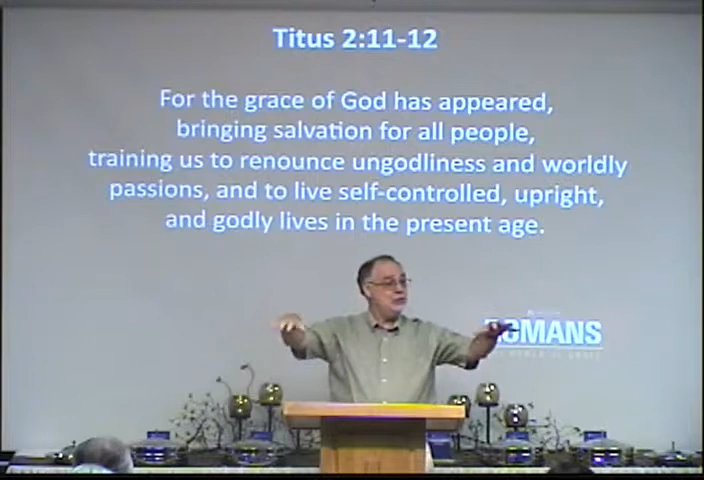 Titus 2:11-12
For the grace of God has appeared,
bringing salvation for all people,
training us to renounce ungodliness and worldly
passions, and to live self-controlled, upright,
and godly lives in the present age.
ROMANS